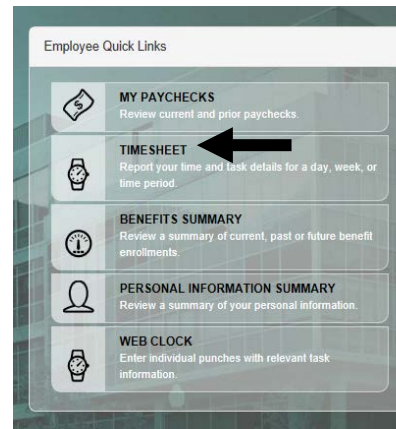 Employee Quick Links
MY PAYCHECKS
Review current and prior paychecks.
TIMESHEET
Report your time and task details for a day, week, or
time period.
BENEFITS SUMMARY
Review a summary of current, past or future benefit
enrollments.
PERSONAL INFORMATION SUMMARY
Review a summary of your personal information.
WEB CLOCK
Enter individual punches with relevant task
information.